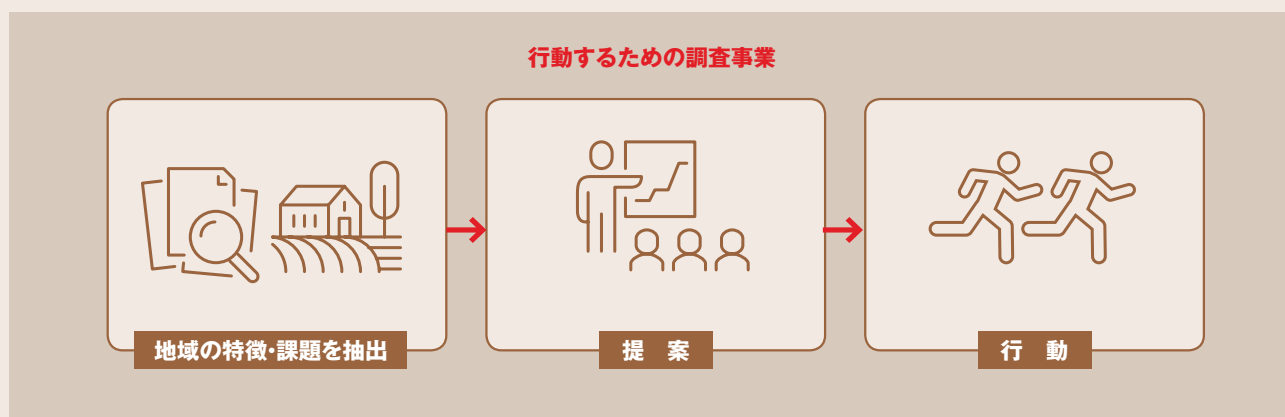 行動するための調査事業
地域の特徴・課題を抽出
提　案
行　動